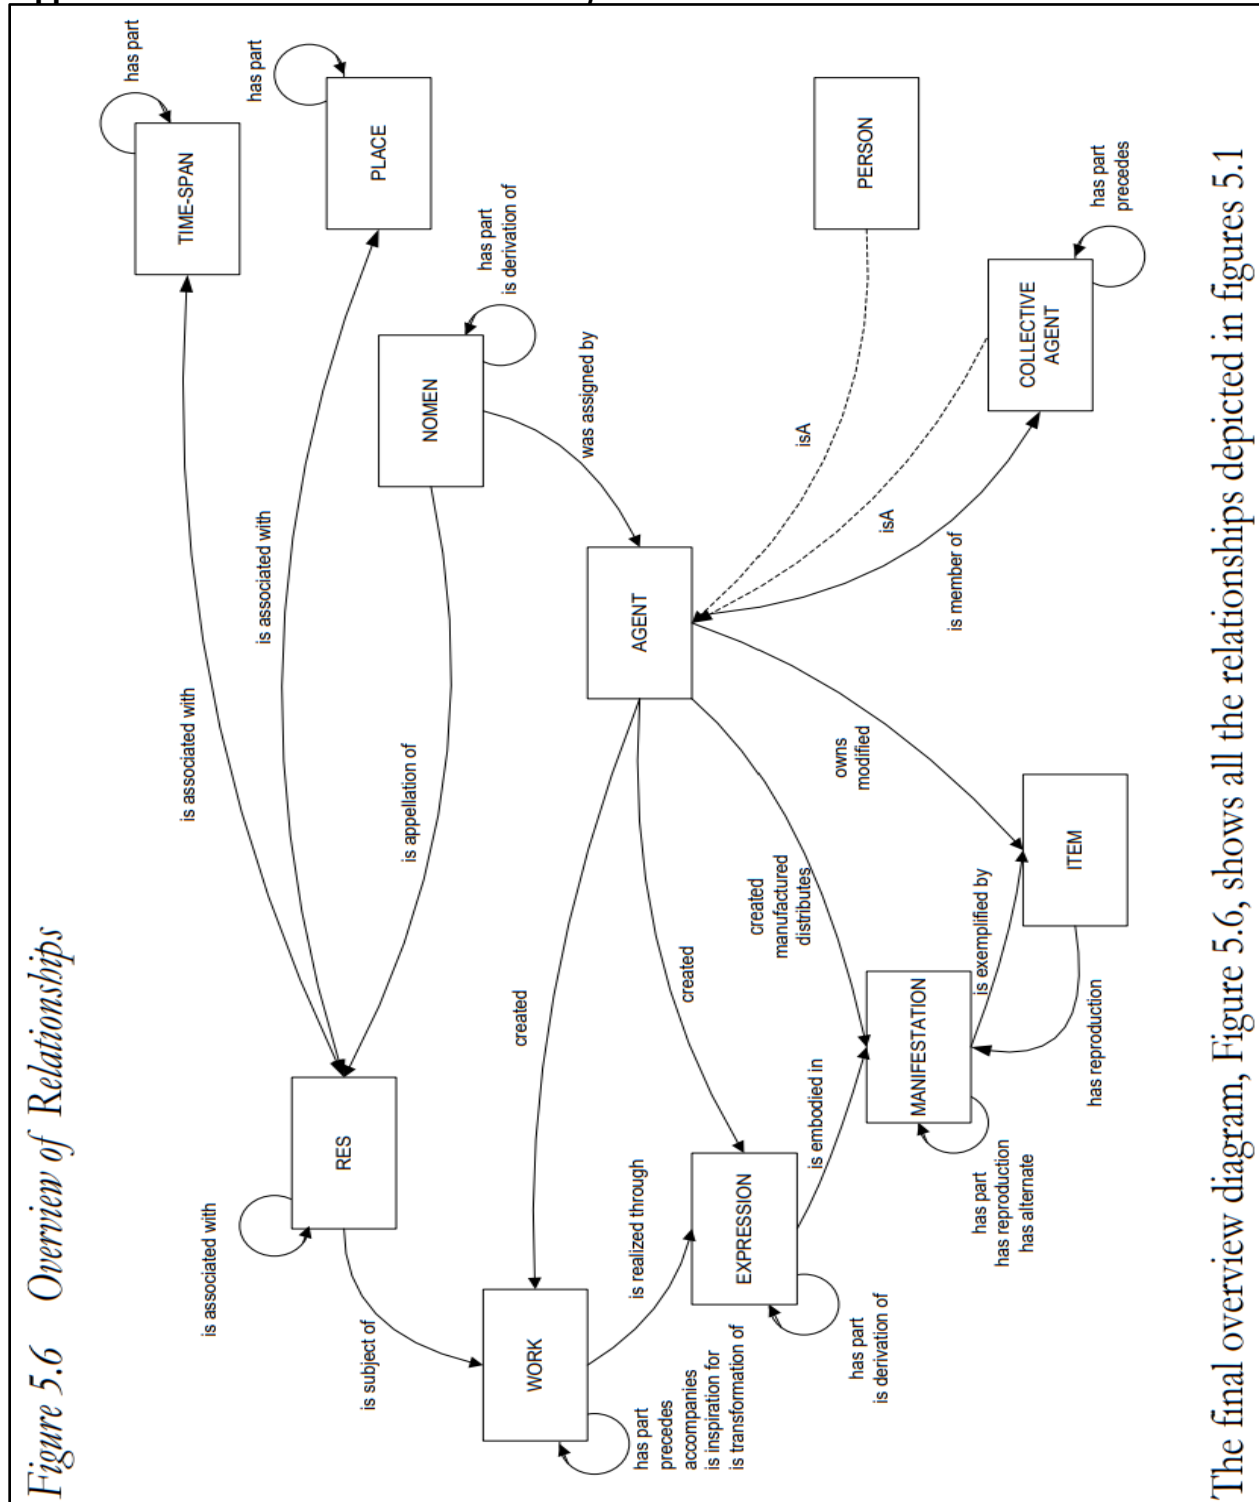 Figure 5.6 Overview of Relationships
has part
is associated with
TIME-SPAN
is associated with
has part
is associated with
RES
is subject of
PLACE
is appellation of
NOMEN
has part
is derivation of
created
WORK
was assigned by
is realized through
AGENT
has part
precedes
accompanies
is inspiration for
is transformation of
created
EXPRESSION
created
manufactured
distributes
isA
is embodied in
owns
modified
PERSON
has part
is derivation of
isA
MANIFESTATION
is member of
is exemplified by
has part
has reproduction
has alternate
COLLECTIVE
AGENT
ITEM
has reproduction
has part
precedes
The final overview diagram, Figure 5.6, shows all the relationships depicted in figures 5.1